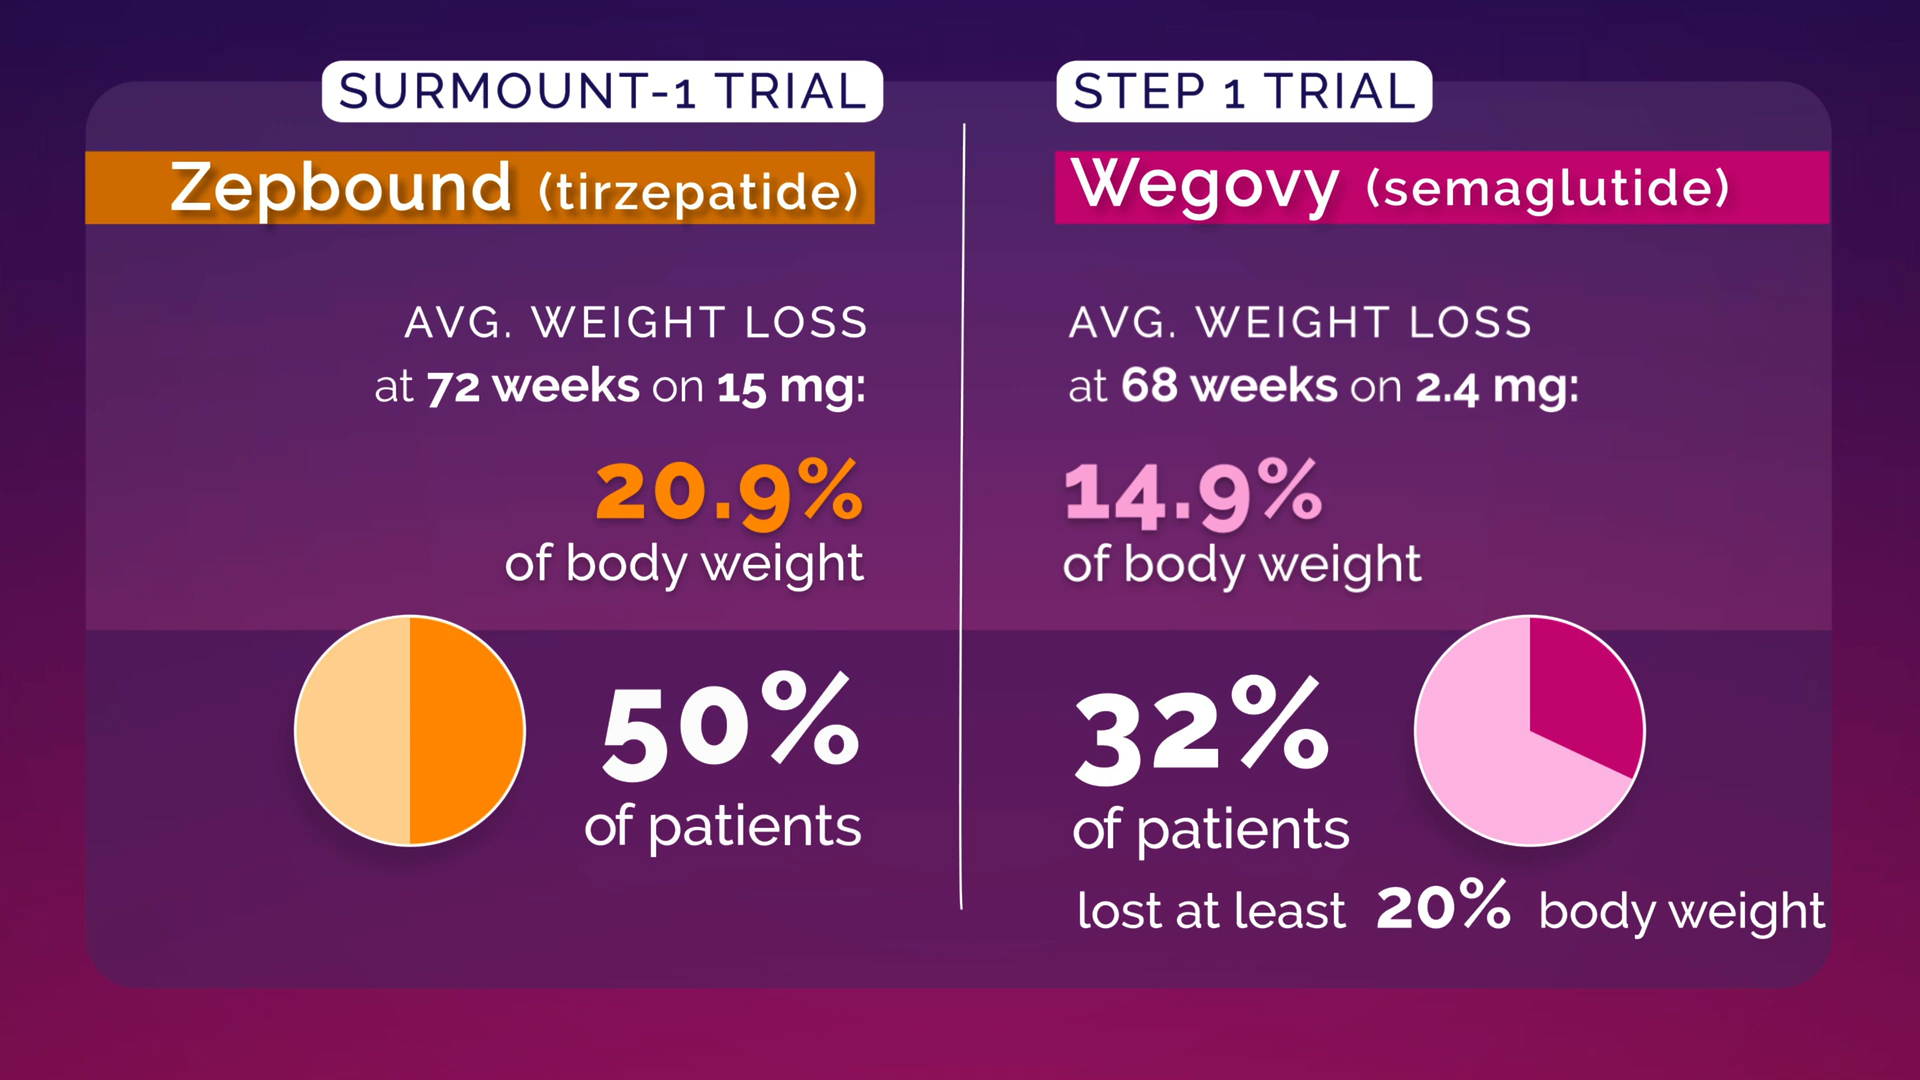 SURMOUNT-1 TRIAL
Zepbound (tirzepatide)
AVG. WEIGHT LOSS
at 72 weeks on 15 mg:
20.9%
of body weight
50%
of patients
STEP 1 TRIAL
Wegovy (semaglutide)
AVG. WEIGHT LOSS
at 68 weeks on 2.4 mg:
14.9%
of body weight
32%
of patients
lost at least 20% body weight